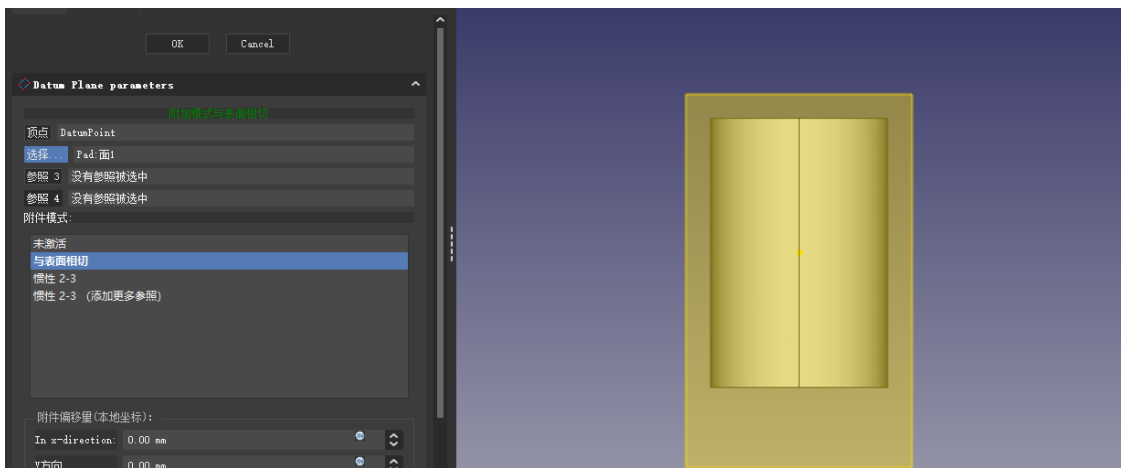 OK Cancel
Datum Plane parameters
附加模式与表面相切
顶点 DatumPoint
选择... Pad:面1
参照 3 没有参照被选中
参照 4 没有参照被选中
附件模式:
未激活
与表面相切
惯性 2-3
惯性 2-3 (添加更多参照)
附件偏移量(本地坐标):
In x-direction: 0.00 mm
Y方向 0.00 mm